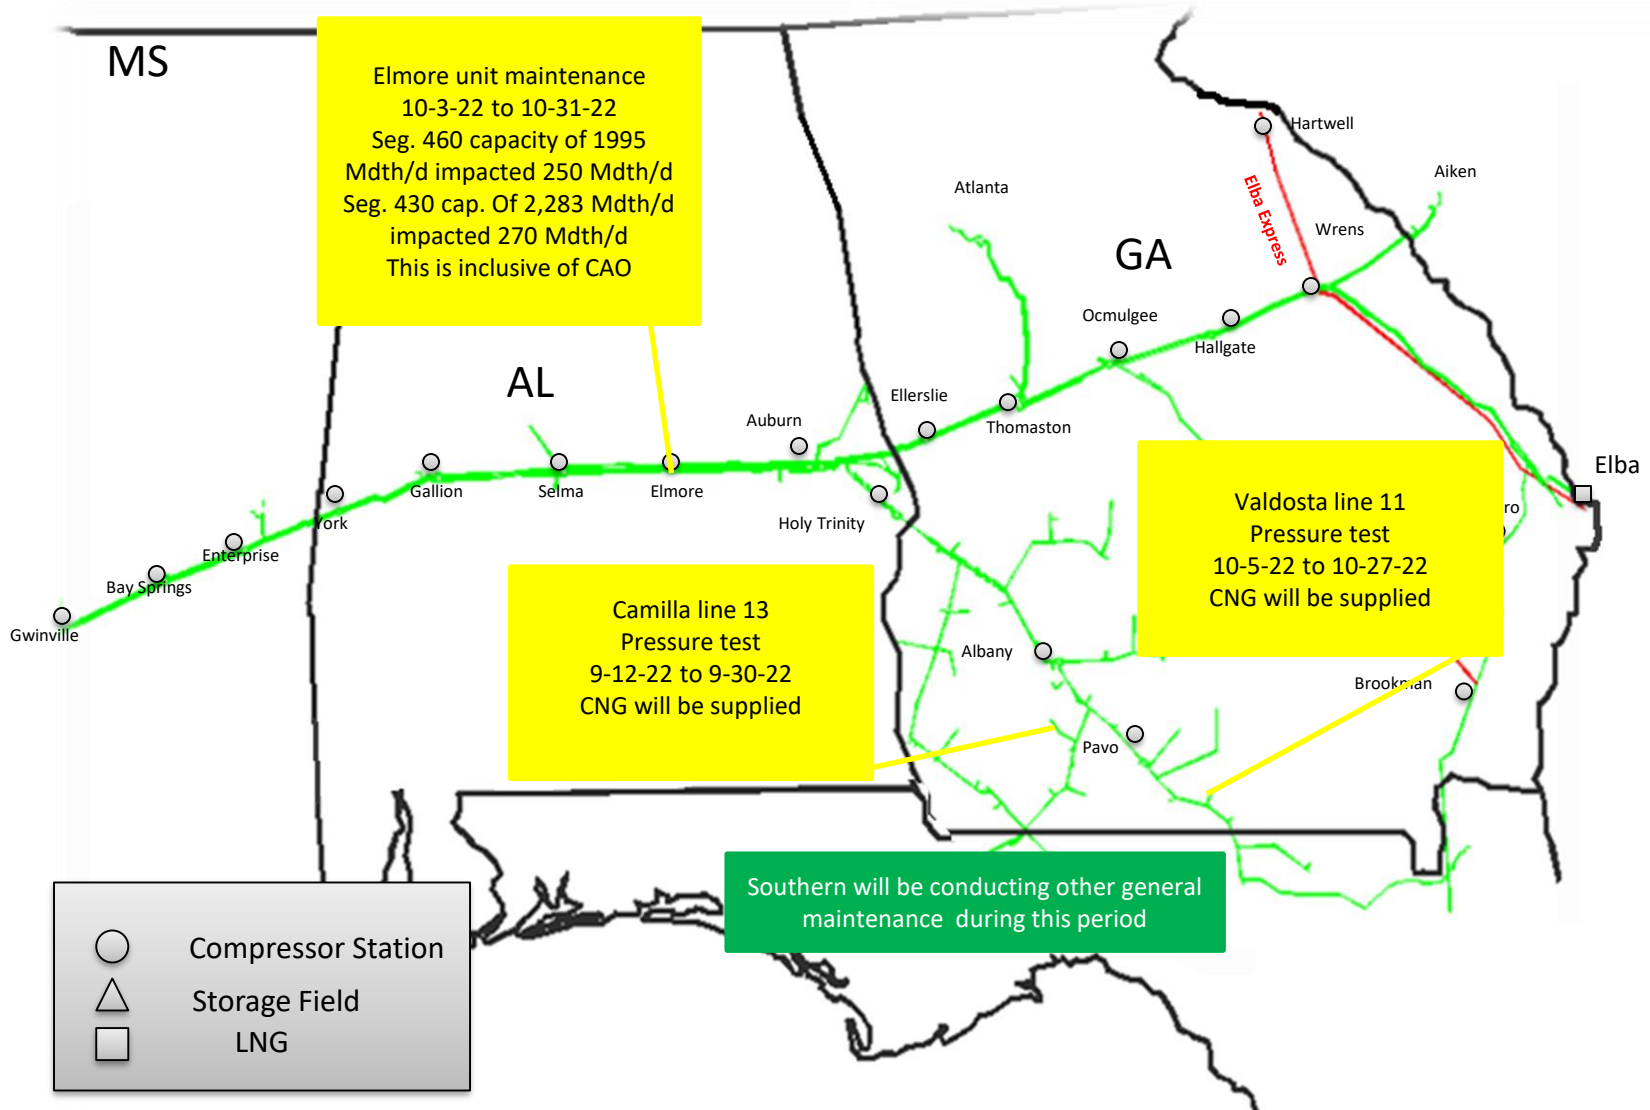 MS
Elmore unit maintenance
10-3-22 to 10-31-22
Seg. 460 capacity of 1995
Mdth/d impacted 250 Mdth/d
Seg. 430 cap. Of 2,283 Mdth/d
impacted 270 Mdth/d
This is inclusive of CAO
Hartwell
Aiken
Atlanta
Elba Express
Wrens
GA
Ocmulgee
Hallgate
AL
Ellerslie
Auburn
Thomaston
Elba
Gallion
Selma
Elmore
Valdosta line 11
Pressure test
10-5-22 to 10-27-22
CNG will be supplied
ro
York
Holy Trinity
Enterprise
Bay Springs
Camilla line 13
Pressure test
9-12-22 to 9-30-22
CNG will be supplied
Gwinville
Albany
Brookman
Pavo
Southern will be conducting other general
maintenance during this period
Compressor Station
Storage Field
LNG